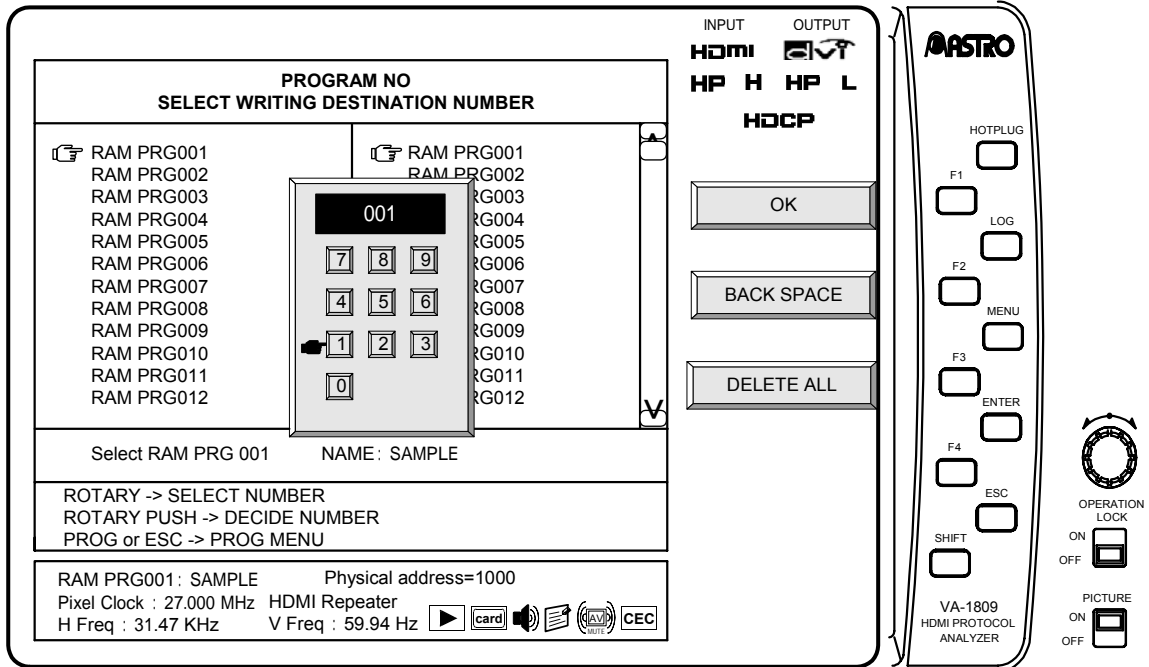 INPUT OUTPUT
HDMI DVI
HP H HP L
HDCP
PROGRAM NO
SELECT WRITING DESTINATION NUMBER
RAM PRG001 RAM PRG001
RAM PRG002 RAM PRG002
RAM PRG003 RG003
RAM PRG004 RG004
RAM PRG005 RG005
RAM PRG006 RG006
RAM PRG007 RG007
RAM PRG008 RG008
RAM PRG009 RG009
RAM PRG010 RG010
RAM PRG011 RG011
RAM PRG012 RG012
001
7 8 9
4 5 6
1 2 3
0
Select RAM PRG 001 NAME: SAMPLE
ROTARY -> SELECT NUMBER
ROTARY PUSH -> DECIDE NUMBER
PROG or ESC -> PROG MENU
RAM PRG001: SAMPLE Physical address=1000
Pixel Clock : 27.000 MHz HDMI Repeater
H Freq : 31.47 KHz V Freq : 59.94 Hz card AV MUTE CEC
OK
BACK SPACE
DELETE ALL
ASTRO
HOTPLUG
F1
LOG
F2
MENU
F3
ENTER
F4
ESC
SHIFT
VA-1809
HDMI PROTOCOL
ANALYZER
OPERATION
LOCK
ON
OFF
PICTURE
ON
OFF